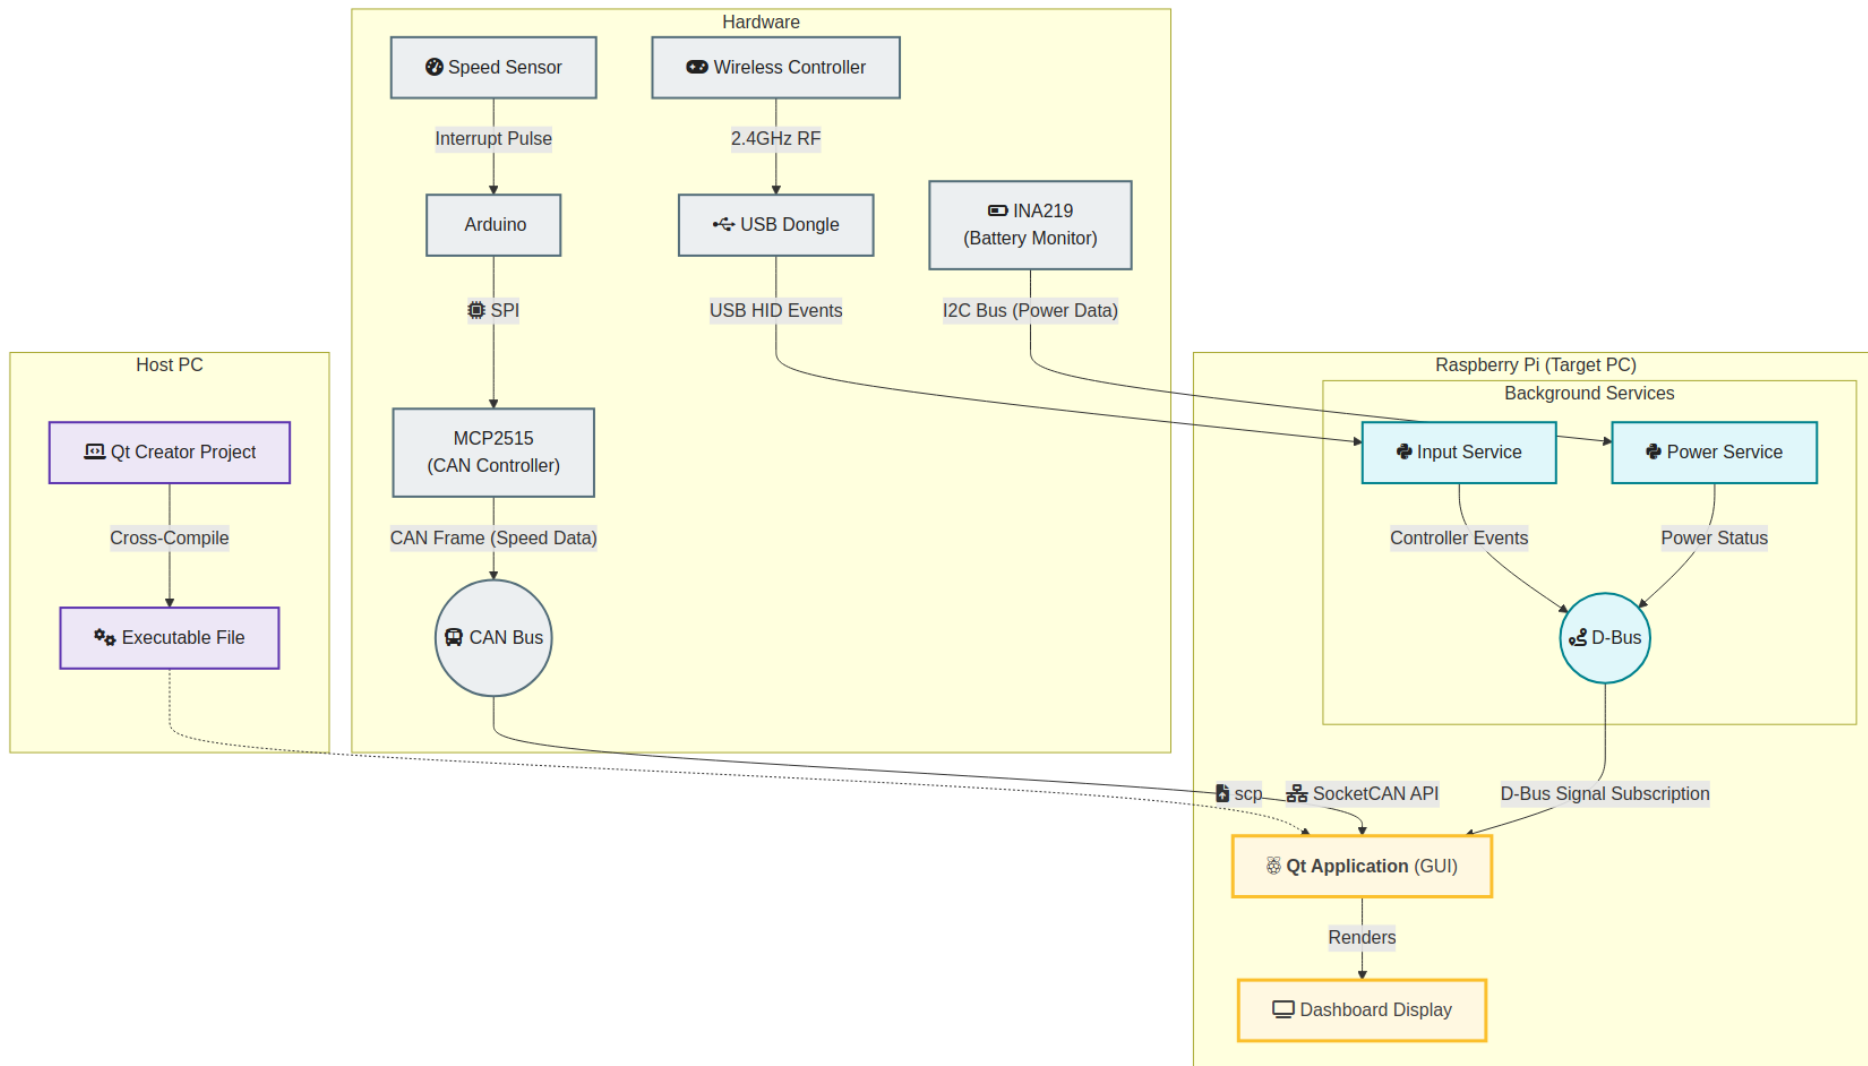 Hardware
Speed Sensor
Wireless Controller
Interrupt Pulse
2.4GHz RF
Arduino
USB Dongle
INA219
(Battery Monitor)
SPI
USB HID Events
I2C Bus (Power Data)
Host PC
Qt Creator Project
Cross-Compile
Executable File
MCP2515
(CAN Controller)
CAN Frame (Speed Data)
CAN Bus
Raspberry Pi (Target PC)
Background Services
Input Service
Power Service
Controller Events
Power Status
D-Bus
scp
SocketCAN API
D-Bus Signal Subscription
Qt Application (GUI)
Renders
Dashboard Display